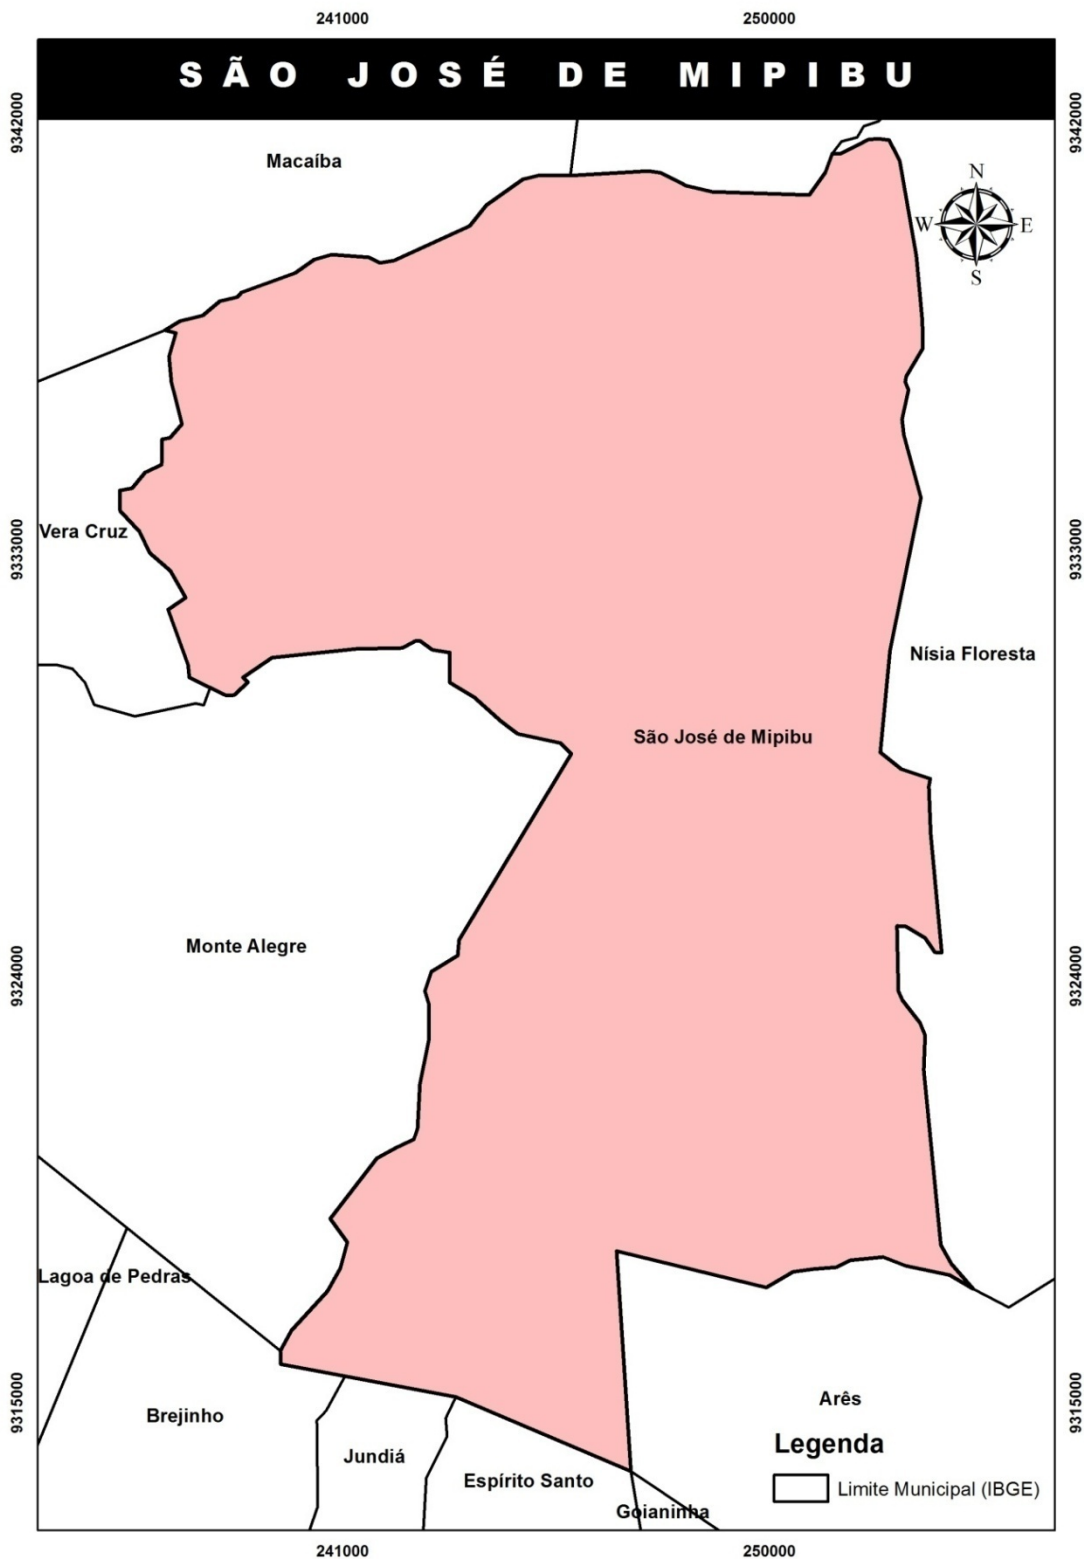 241000 250000
SÃO JOSÉ DE MIPIBU
9342000 9342000
Macaíba
N
W E
S
Vera Cruz
9333000 9333000
Nísia Floresta
São José de Mipibu
Monte Alegre
9324000 9324000
Lagoa de Pedras
9315000 9315000
Arês
Brejinho
Legenda
Jundiá
Espírito Santo
Limite Municipal (IBGE)
Goianinha
241000 250000